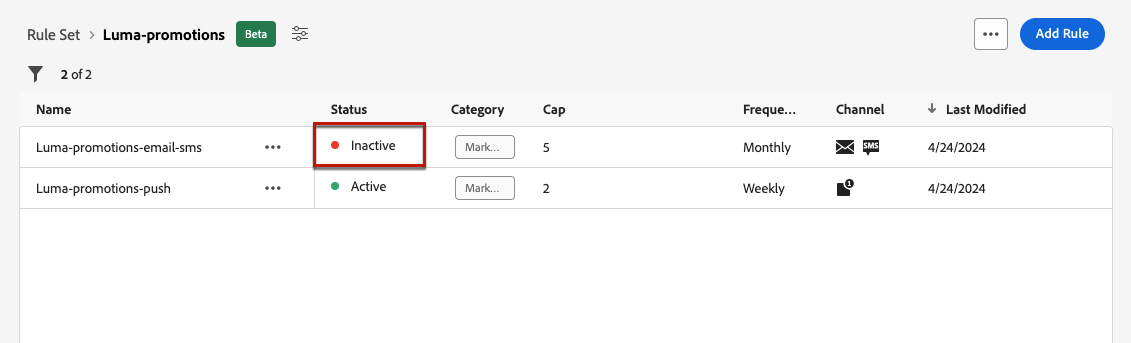 Rule Set > Luma-promotions Beta
Add Rule
2 of 2
Name Status Category Cap Freque... Channel Last Modified
Luma-promotions-email-sms Inactive Mark... 5 Monthly SMS 4/24/2024
Luma-promotions-push Active Mark... 2 Weekly 1 4/24/2024